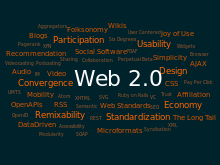 Aggregators Folksonomy Wikis
Blogs Participation Six Degrees Usability User Centered Joy of Use
Pagerank XFN Social Software FOAF Widgets
Recommendation Sharing Collaboration Perpetual Beta Simplicity Browser AJAX
Videocasting Podcasting
Audio IM Video Web 2.0 Design
Convergence CSS Pay Per Click
UMTS Mobility Atom XHTML SVG Ruby on Rails VC Trust Affiliation
OpenAPIs RSS Semantic Web Standards Economy
OpenID Remixability REST Standardization The Long Tail
DataDriven Accessibility XML
Modularity SOAP Microformats Syndication